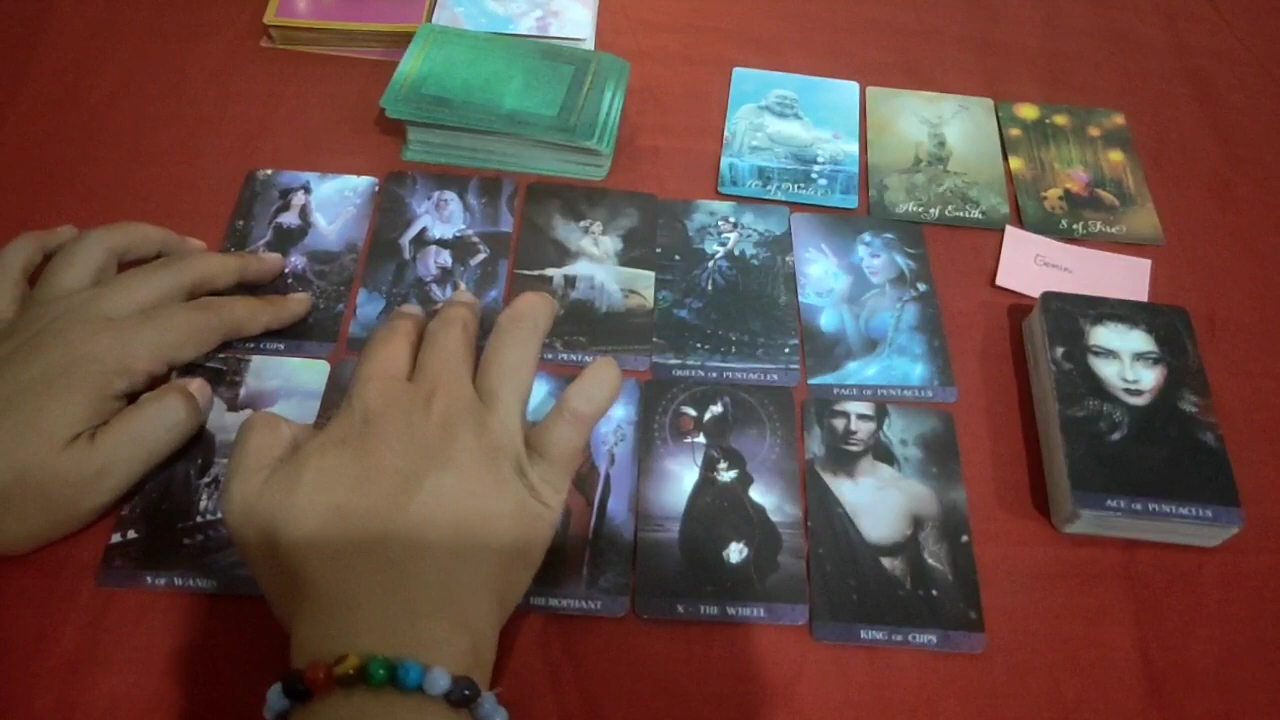 10 of Water
Ace of Earth
8 of Fire
Gemini
OF CUPS
OF PENTAC
QUEEN OF PENTACLES
PAGE OF PENTACLES
ACE OF PENTACLES
5 OF WANDS
HIEROPHANT
X - THE WHEEL
KING OF CUPS